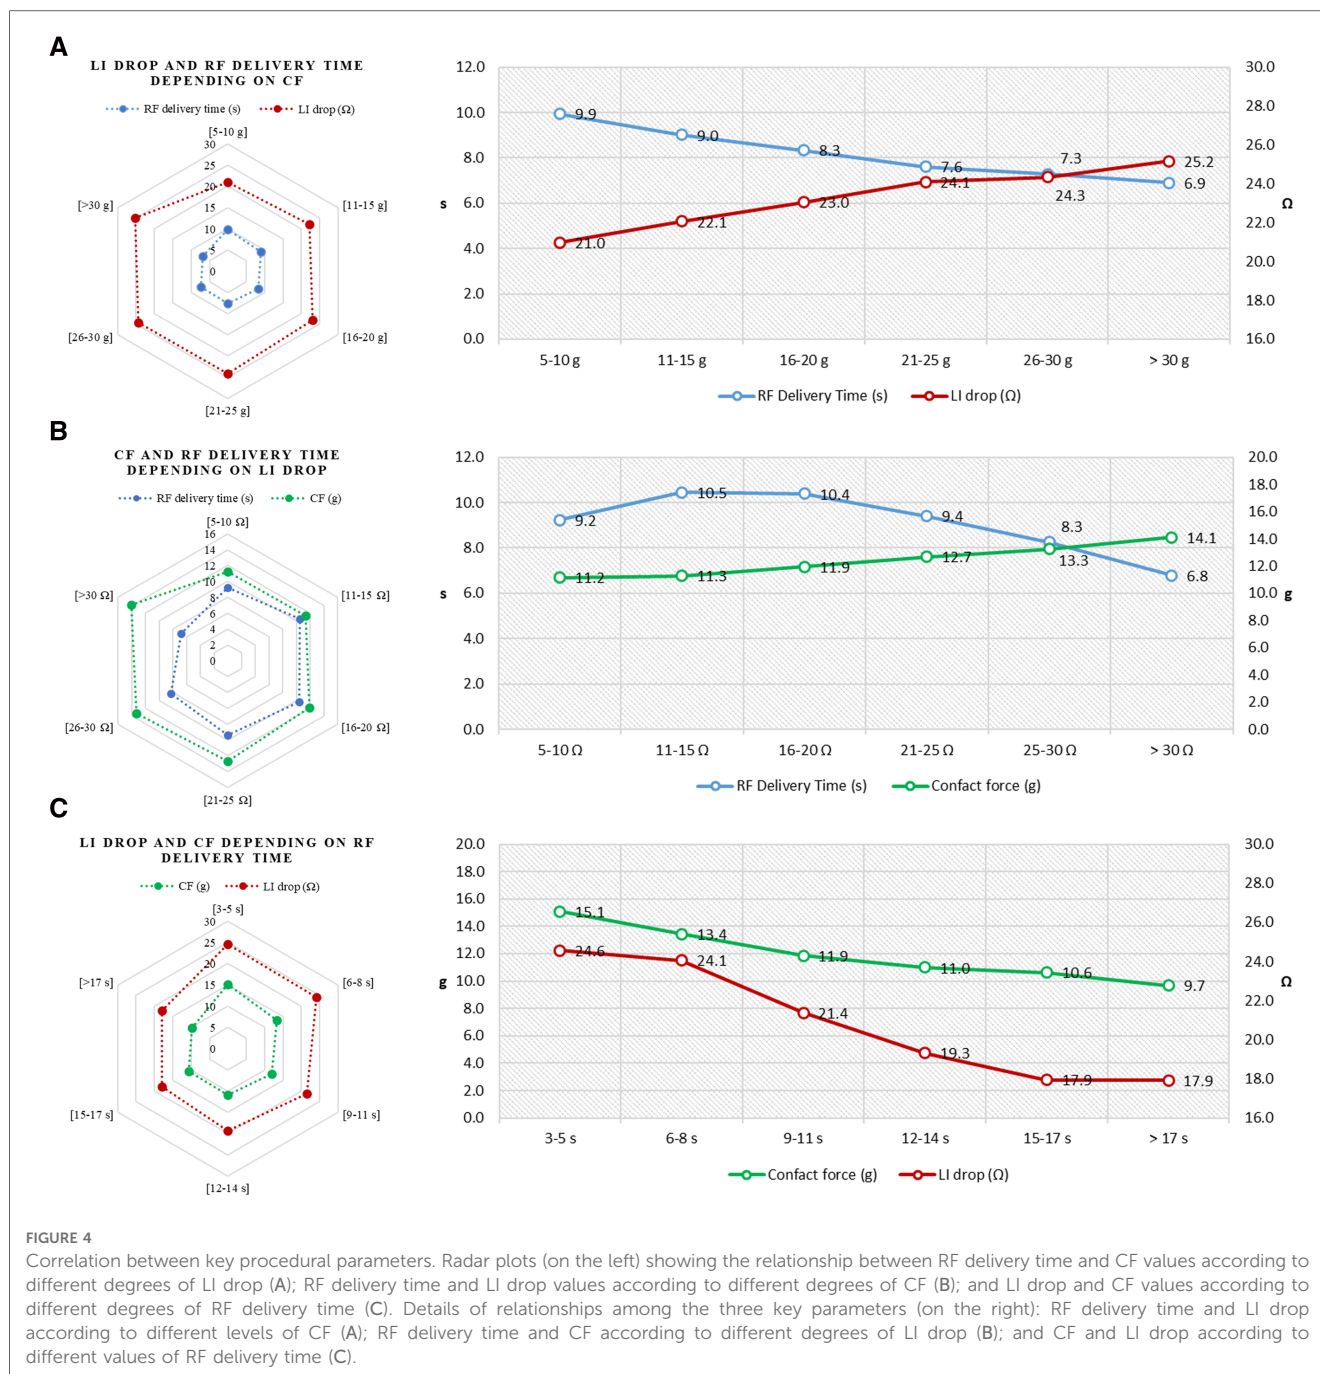 A
LI DROP AND RF DELIVERY TIME
DEPENDING ON CF
RF delivery time (s)
LI drop (Ω)
[5-10 g]
30
25
20
15
10
5
0
[11-15 g]
[16-20 g]
[21-25 g]
[26-30 g]
[>30 g]
12.0
10.0
8.0
6.0
4.0
2.0
0.0
s
9.9
9.0
8.3
7.6
7.3
6.9
21.0
22.1
23.0
24.1
24.3
25.2
30.0
28.0
26.0
24.0
22.0
20.0
18.0
16.0
Ω
5-10 g
11-15 g
16-20 g
21-25 g
26-30 g
> 30 g
RF Delivery Time (s)
LI drop (Ω)
B
CF AND RF DELIVERY TIME
DEPENDING ON LI DROP
RF delivery time (s)
CF (g)
[5-10 Ω]
16
14
12
10
8
6
4
2
0
[11-15 Ω]
[16-20 Ω]
[21-25 Ω]
[26-30 Ω]
[>30 Ω]
12.0
10.0
8.0
6.0
4.0
2.0
0.0
s
9.2
10.5
10.4
9.4
8.3
6.8
11.2
11.3
11.9
12.7
13.3
14.1
20.0
18.0
16.0
14.0
12.0
10.0
8.0
6.0
4.0
2.0
0.0
g
5-10 Ω
11-15 Ω
16-20 Ω
21-25 Ω
25-30 Ω
> 30 Ω
RF Delivery Time (s)
Confact force (g)
C
LI DROP AND CF DEPENDING ON RF
DELIVERY TIME
CF (g)
LI drop (Ω)
[3-5 s]
30
25
20
15
10
5
0
[6-8 s]
[9-11 s]
[12-14 s]
[15-17 s]
[>17 s]
20.0
18.0
16.0
14.0
12.0
10.0
8.0
6.0
4.0
2.0
0.0
g
15.1
13.4
11.9
11.0
10.6
9.7
24.6
24.1
21.4
19.3
17.9
17.9
30.0
28.0
26.0
24.0
22.0
20.0
18.0
16.0
Ω
3-5 s
6-8 s
9-11 s
12-14 s
15-17 s
> 17 s
Confact force (g)
LI drop (Ω)
FIGURE 4
Correlation between key procedural parameters. Radar plots (on the left) showing the relationship between RF delivery time and CF values according to
different degrees of LI drop (A); RF delivery time and LI drop values according to different degrees of CF (B); and LI drop and CF values according to
different degrees of RF delivery time (C). Details of relationships among the three key parameters (on the right): RF delivery time and LI drop
according to different levels of CF (A); RF delivery time and CF according to different degrees of LI drop (B); and CF and LI drop according to
different values of RF delivery time (C).